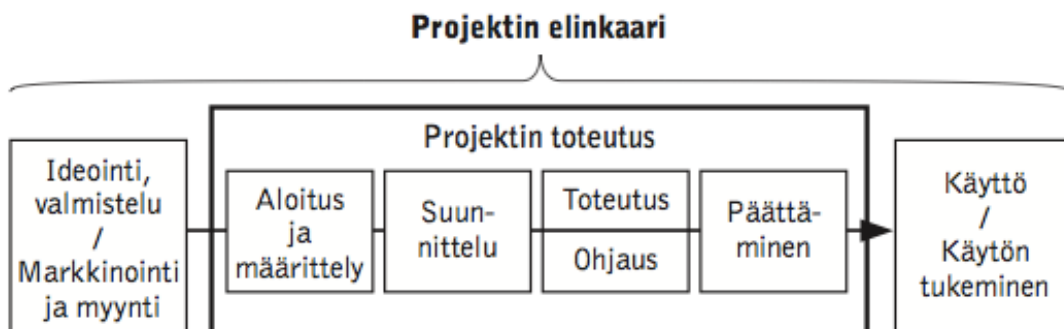 Projektin elinkaari
Projektin toteutus
Ideointi,
valmistelu
/
Markkinointi
ja myynti
Aloitus
ja
määrittely
Suun-
nittelu
Toteutus
Ohjaus
Päättä-
minen
Käyttö
/
Käytön
tukeminen